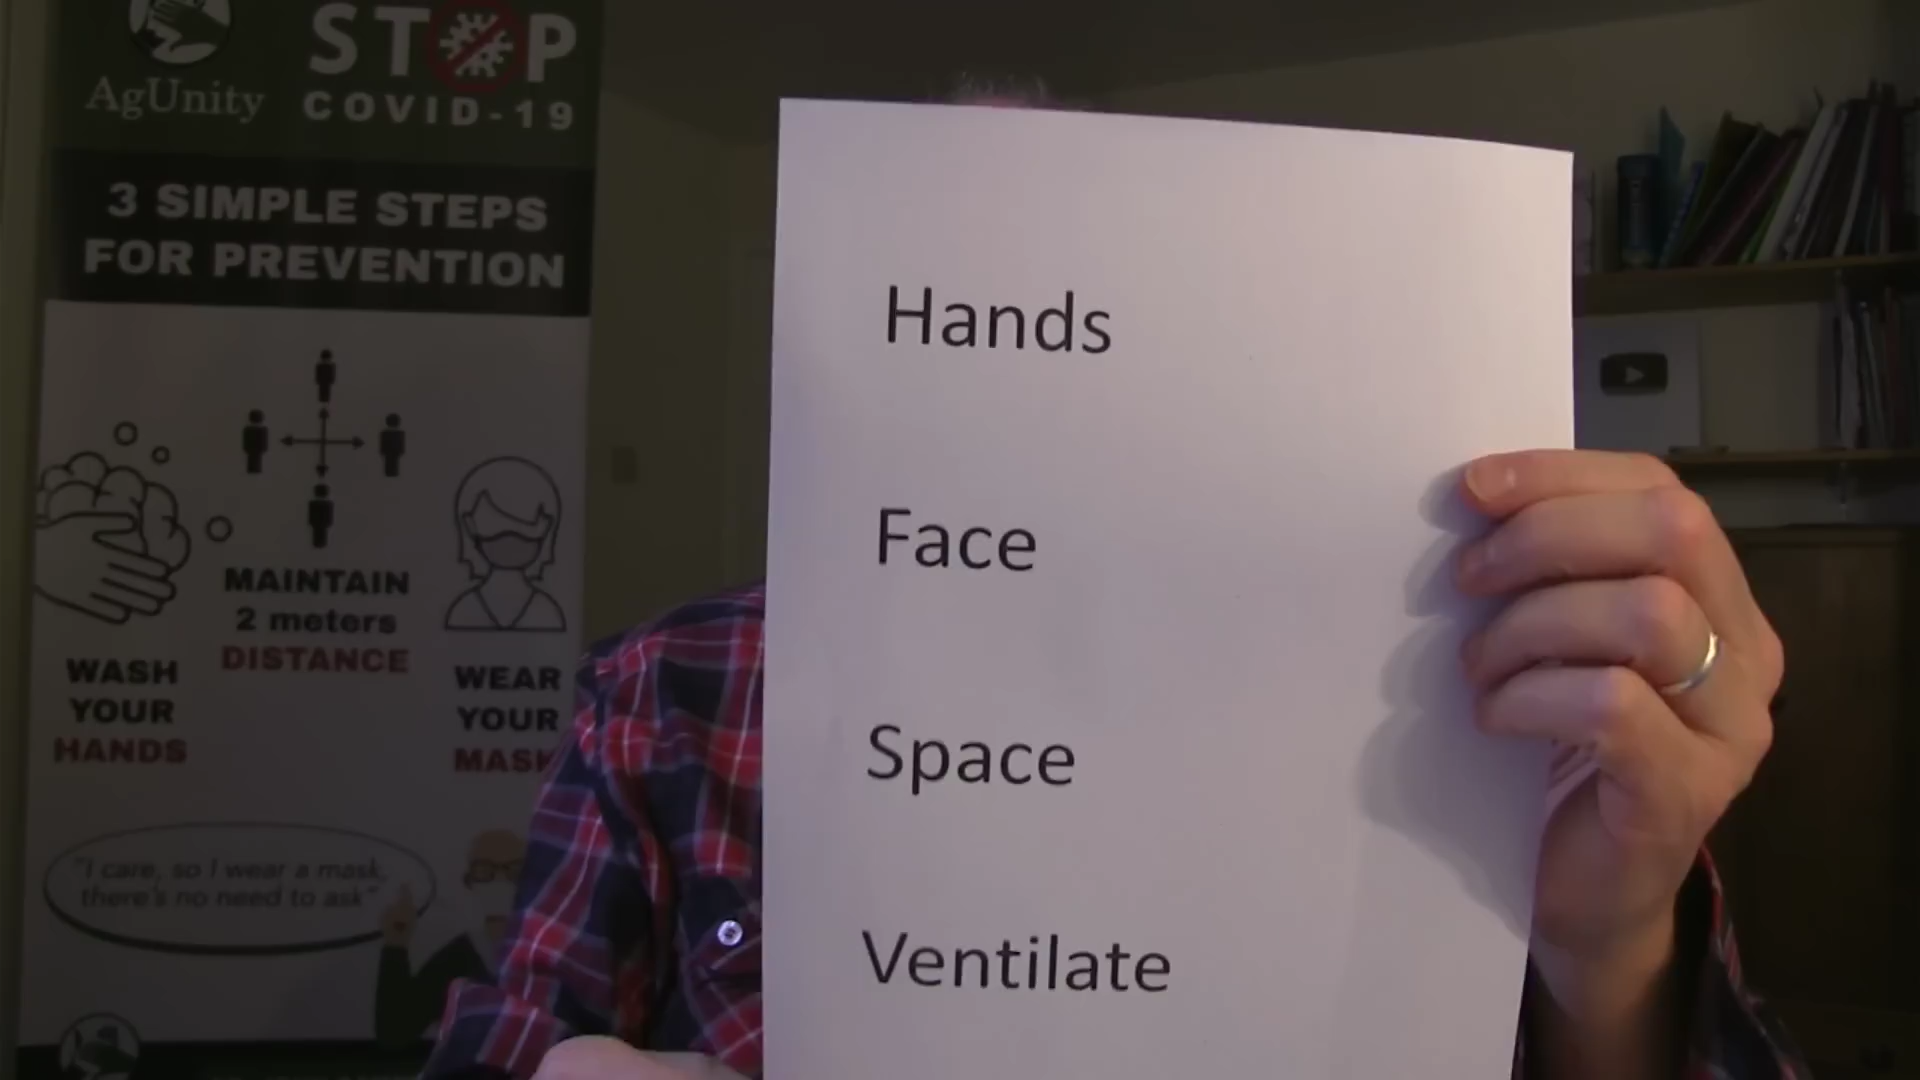 AgUnity
STOP
COVID-19
3 SIMPLE STEPS
FOR PREVENTION
MAINTAIN
2 meters
DISTANCE
WASH
YOUR
HANDS
WEAR
YOUR
MASK
"I care, so I wear a mask,
there's no need to ask"
Hands
Face
Space
Ventilate